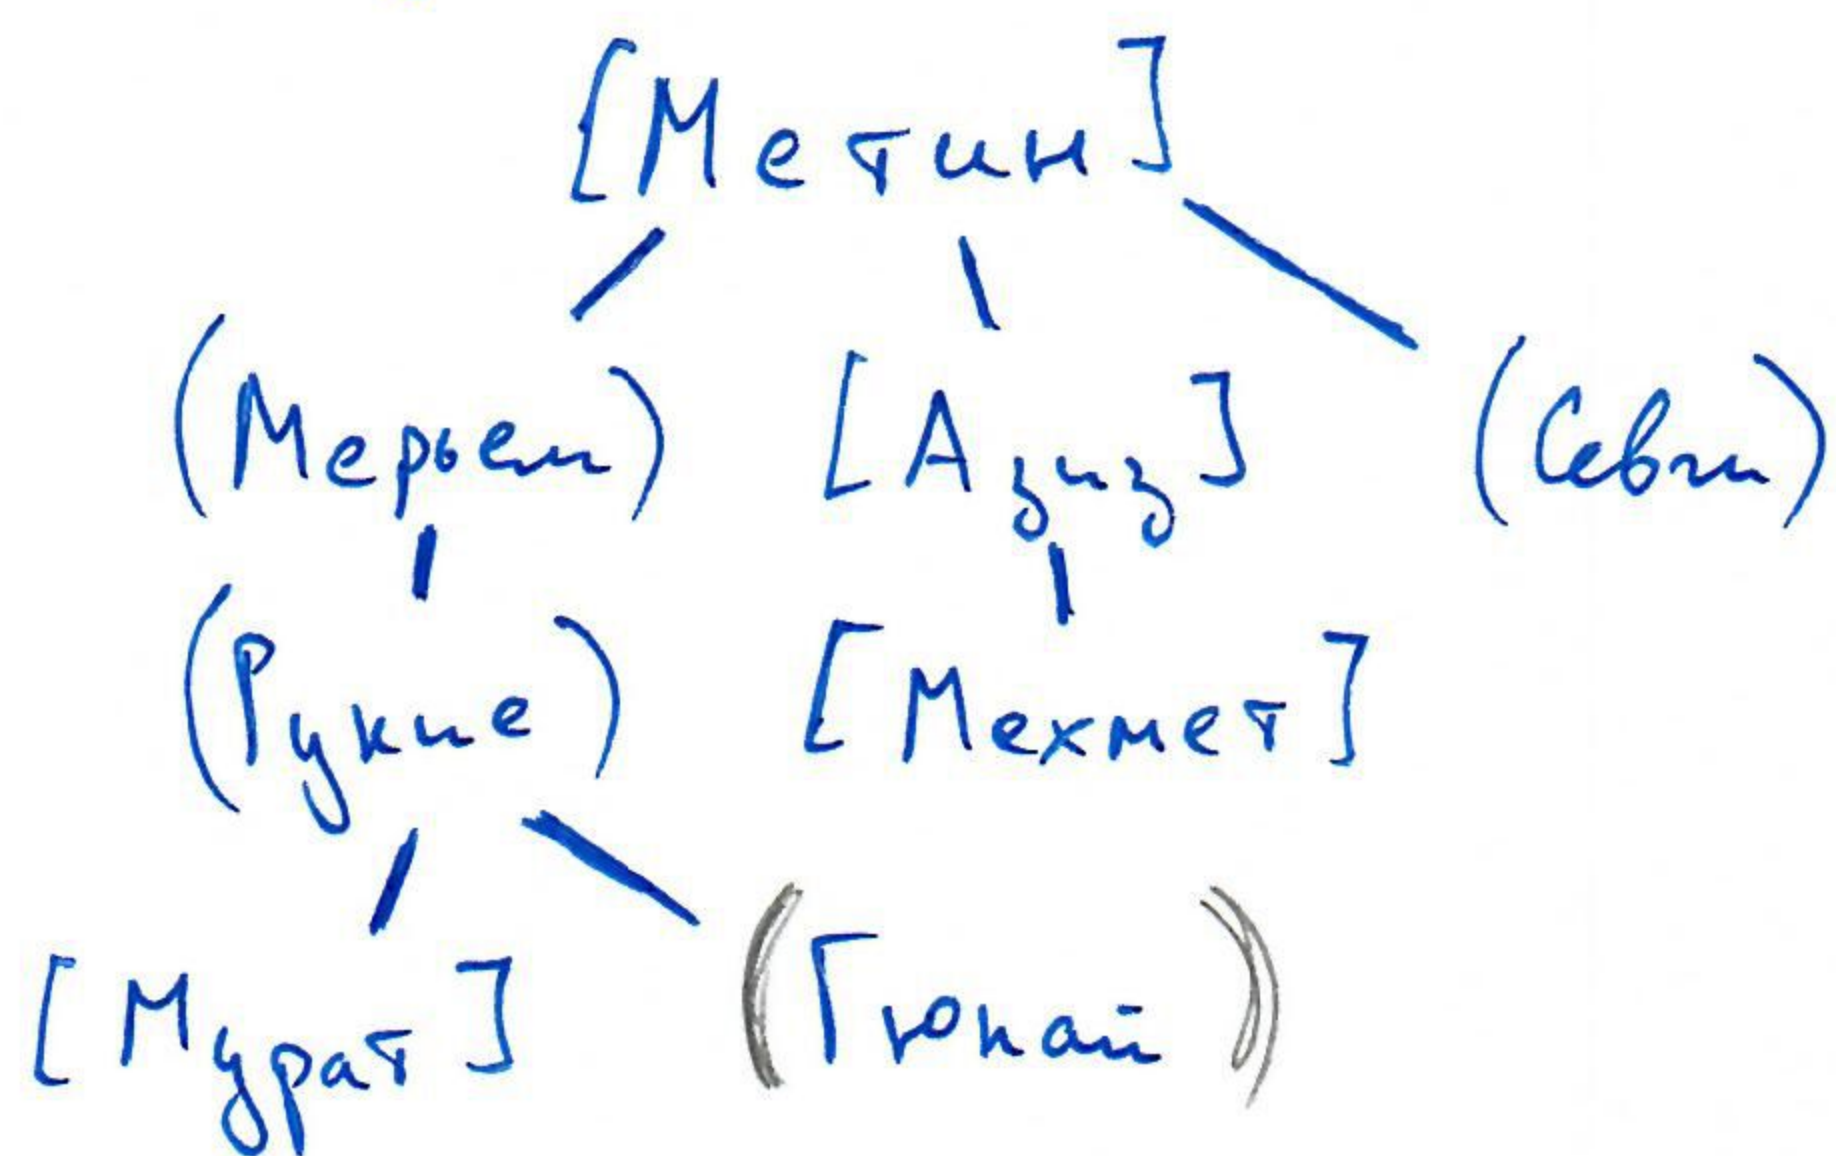 [Метин]
(Мерьем) [Азиз] (Севги)
(Рукие) [Мехмет]
[Мурат] (Гюнай)